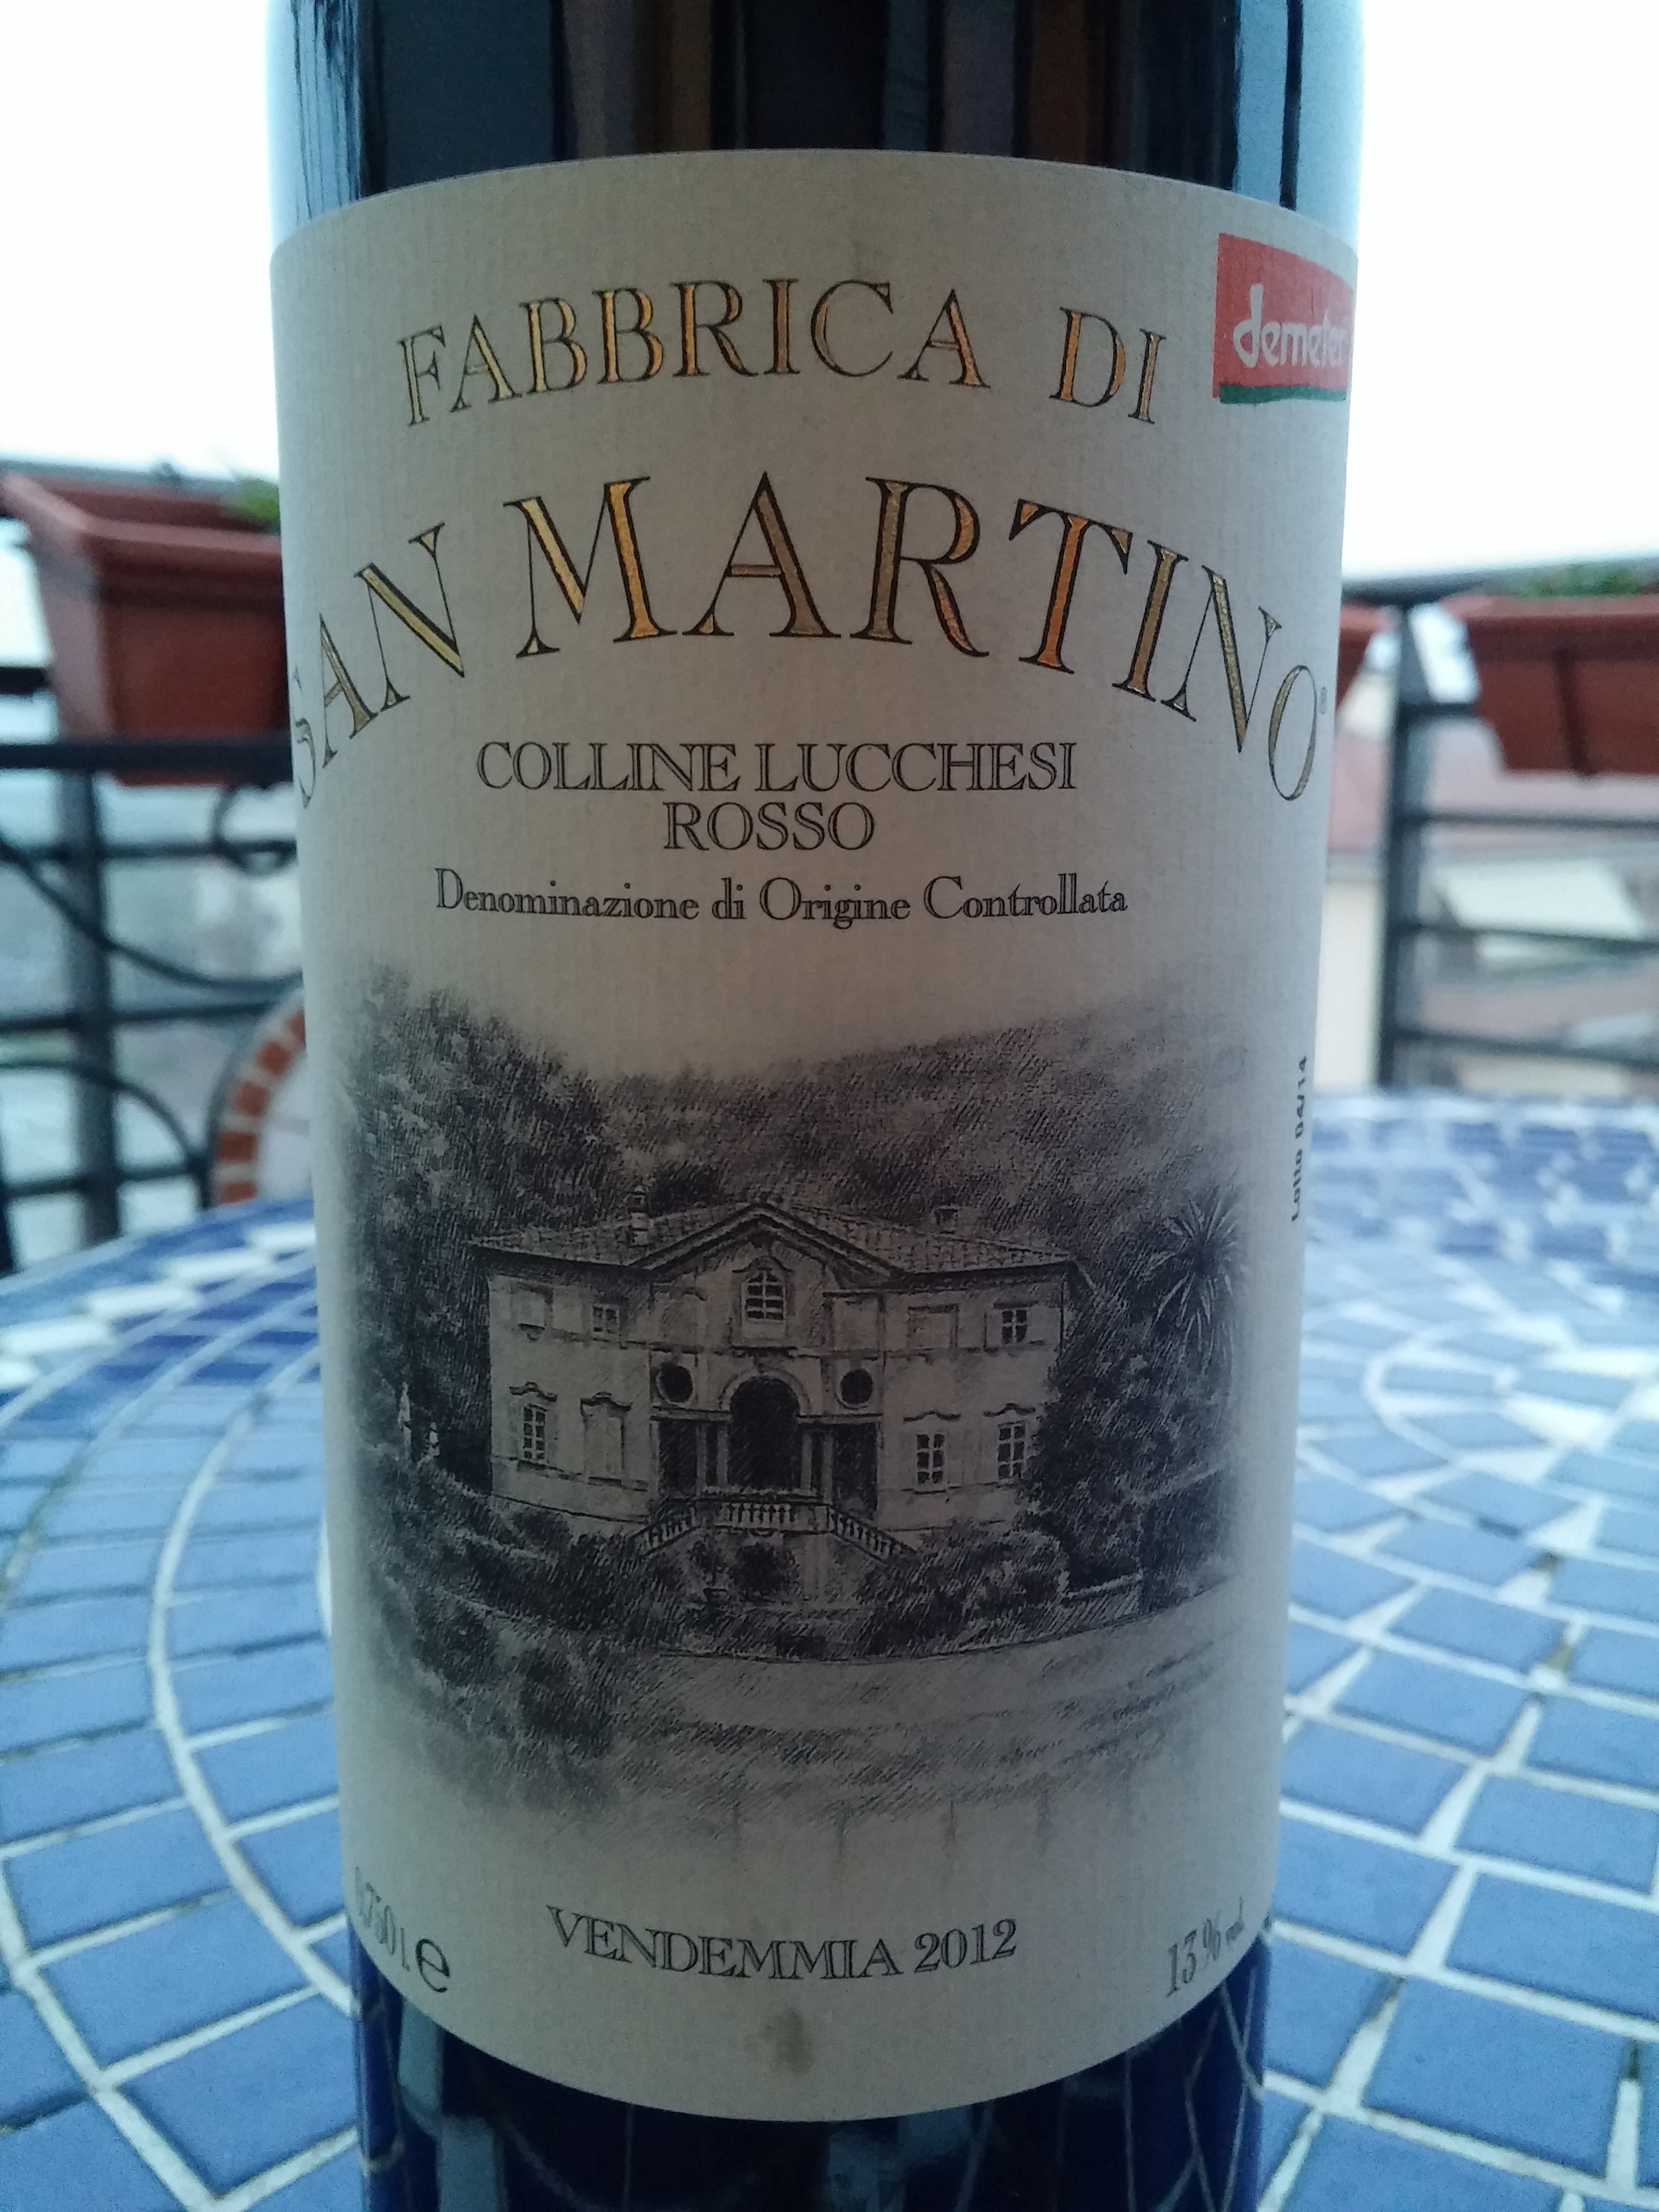 FABBRICA DI
demeter
SAN MARTINO®
COLLINE LUCCHESI
ROSSO
Denominazione di Origine Controllata
Lotto 04/14
0,750 l e
VENDEMMIA 2012
13% vol